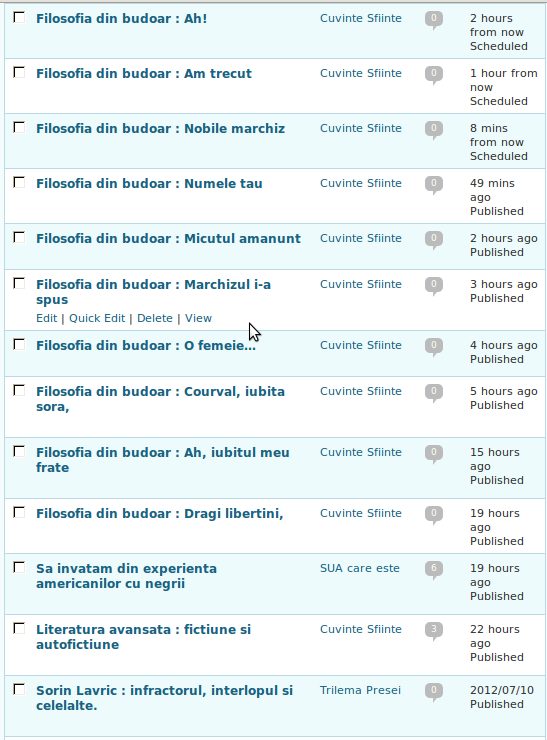 Filosofia din budoar : Ah! Cuvinte Sfiinte 0 2 hours
from now
Scheduled
Filosofia din budoar : Am trecut Cuvinte Sfiinte 0 1 hour from
now
Scheduled
Filosofia din budoar : Nobile marchiz Cuvinte Sfiinte 0 8 mins
from now
Scheduled
Filosofia din budoar : Numele tau Cuvinte Sfiinte 0 49 mins
ago
Published
Filosofia din budoar : Micutul amanunt Cuvinte Sfiinte 0 2 hours ago
Published
Filosofia din budoar : Marchizul i-a Cuvinte Sfiinte 0 3 hours ago
spus Published
Edit | Quick Edit | Delete | View
Filosofia din budoar : O femeie... Cuvinte Sfiinte 0 4 hours ago
Published
Filosofia din budoar : Courval, iubita Cuvinte Sfiinte 0 5 hours ago
sora, Published
Filosofia din budoar : Ah, iubitul meu Cuvinte Sfiinte 0 15 hours
frate ago
Published
Filosofia din budoar : Dragi libertini, Cuvinte Sfiinte 0 19 hours
ago
Published
Sa invatam din experienta SUA care este 6 19 hours
americanilor cu negrii ago
Published
Literatura avansata : fictiune si Cuvinte Sfiinte 3 22 hours
autofictiune ago
Published
Sorin Lavric : infractorul, interlopul si Trilema Presei 0 2012/07/10
celelalte. Published